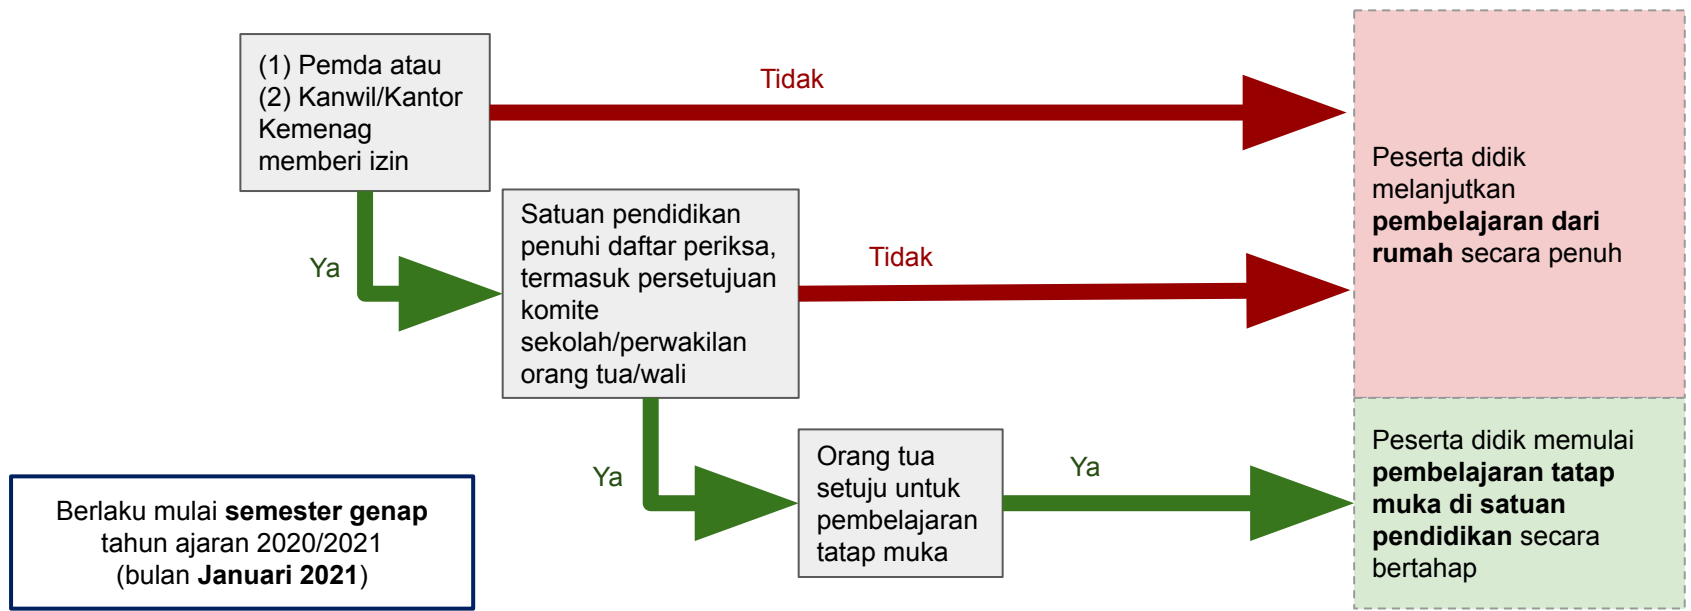 (1) Pemda atau
(2) Kanwil/Kantor
Kemenag
memberi izin
Tidak
Ya
Satuan pendidikan
penuhi daftar periksa,
termasuk persetujuan
komite
sekolah/perwakilan
orang tua/wali
Tidak
Peserta didik
melanjutkan
pembelajaran dari
rumah secara penuh
Ya
Orang tua
setuju untuk
pembelajaran
tatap muka
Ya
Peserta didik memulai
pembelajaran tatap
muka di satuan
pendidikan secara
bertahap
Berlaku mulai semester genap
tahun ajaran 2020/2021
(bulan Januari 2021)